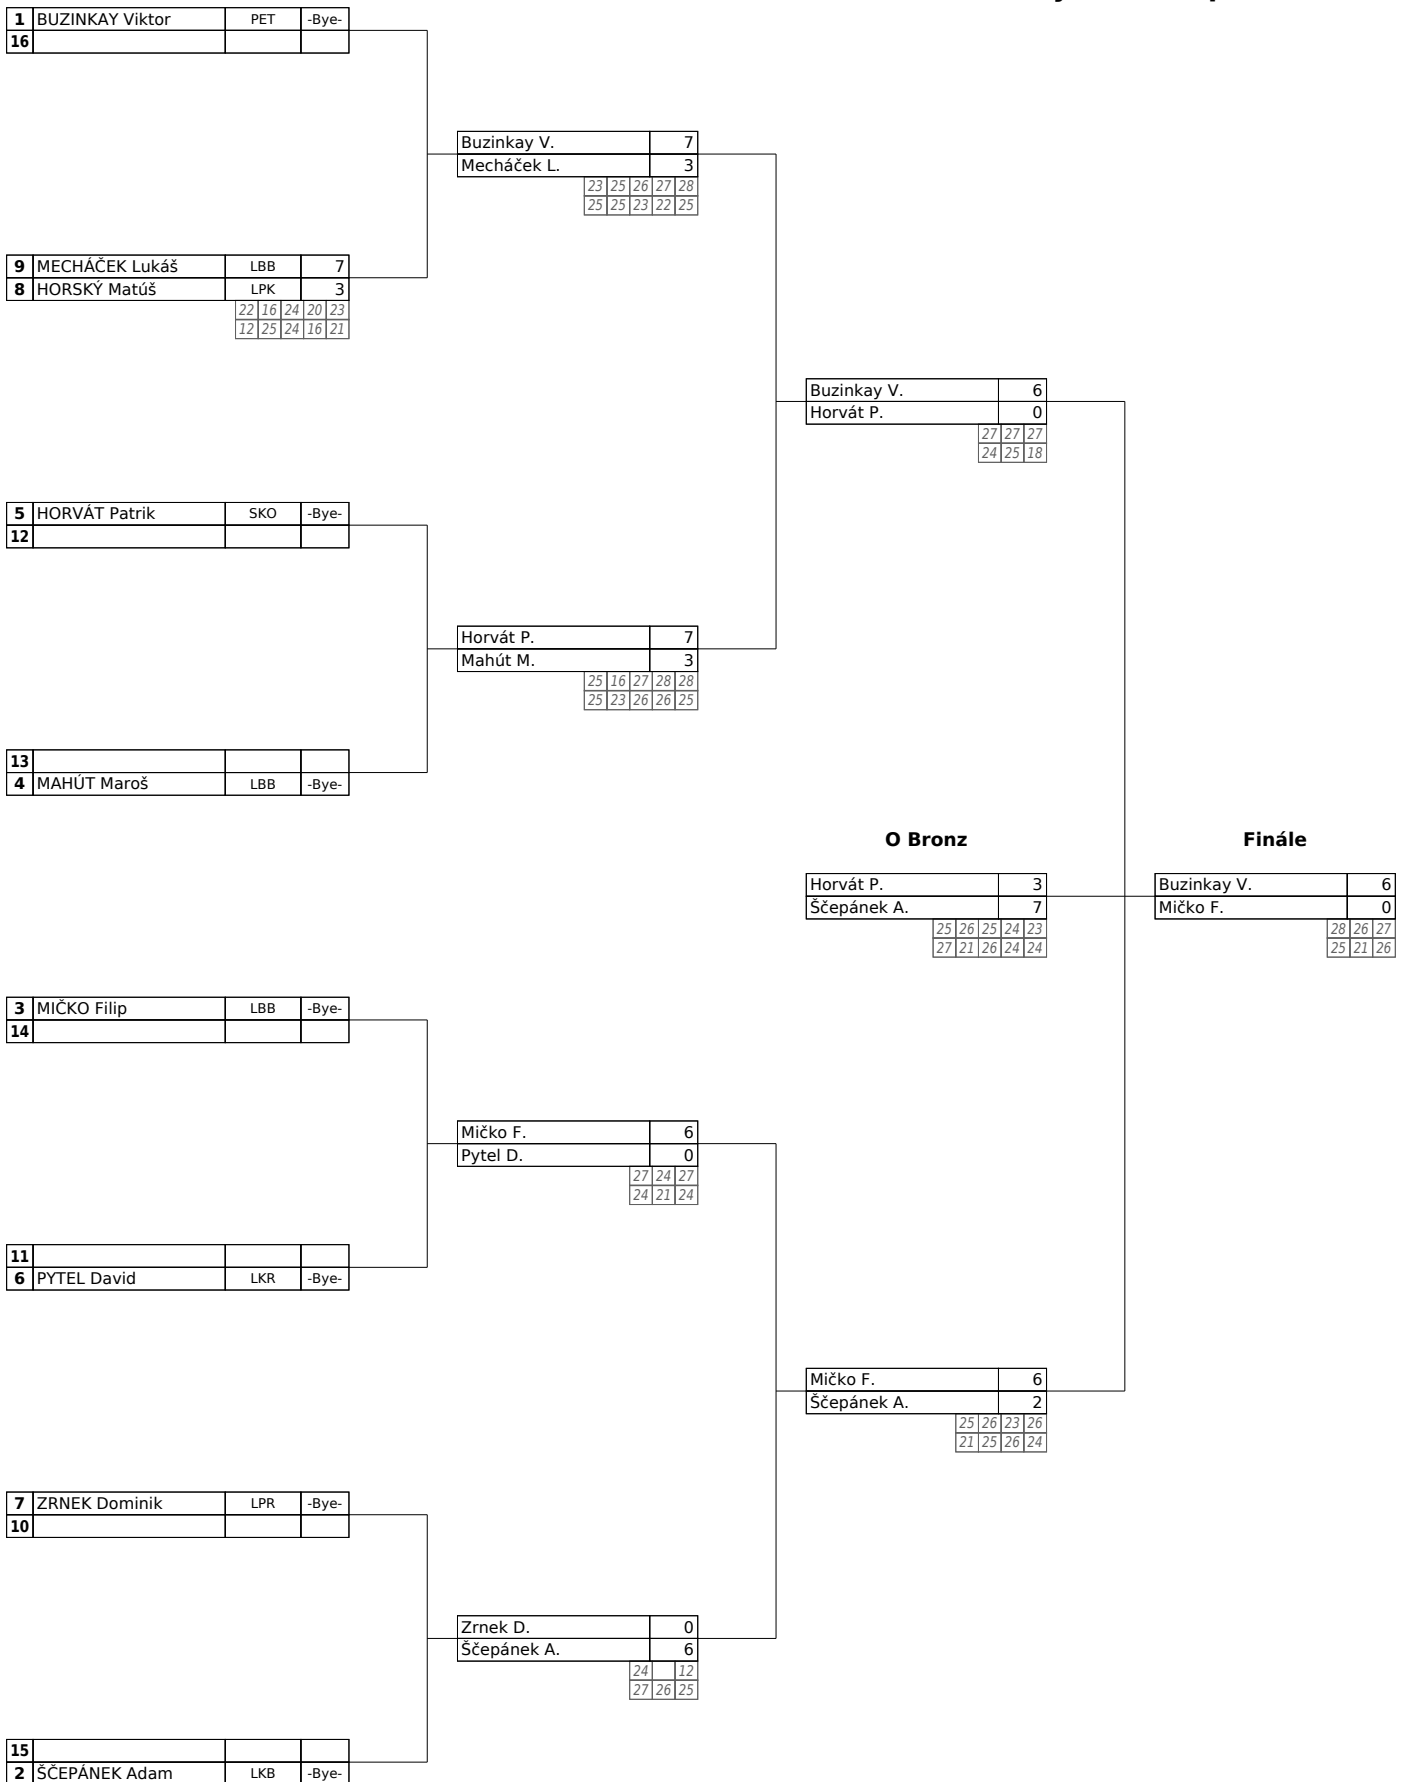 1 BUZINKAY Viktor PET -Bye-
16
Buzinkay V. 7
Mecháček L. 3
23 25 26 27 28
25 25 23 22 25
9 MECHÁČEK Lukáš LBB 7
8 HORSKÝ Matúš LPK 3
22 16 24 20 23
12 25 24 16 21
Buzinkay V. 6
Horvát P. 0
27 27 27
24 25 18
5 HORVÁT Patrik SKO -Bye-
12
Horvát P. 7
Mahút M. 3
25 16 27 28 28
25 23 26 26 25
13
4 MAHÚT Maroš LBB -Bye-
O Bronz
Finále
Horvát P. 3
Ščepánek A. 7
25 26 25 24 23
27 21 26 24 24
Buzinkay V. 6
Mičko F. 0
28 26 27
25 21 26
3 MIČKO Filip LBB -Bye-
14
Mičko F. 6
Pytel D. 0
27 24 27
24 21 24
11
6 PYTEL David LKR -Bye-
Mičko F. 6
Ščepánek A. 2
25 26 23 26
21 25 26 24
7 ZRNEK Dominik LPR -Bye-
10
Zrnek D. 0
Ščepánek A. 6
24 12
27 26 25
15
2 ŠČEPÁNEK Adam LKB -Bye-